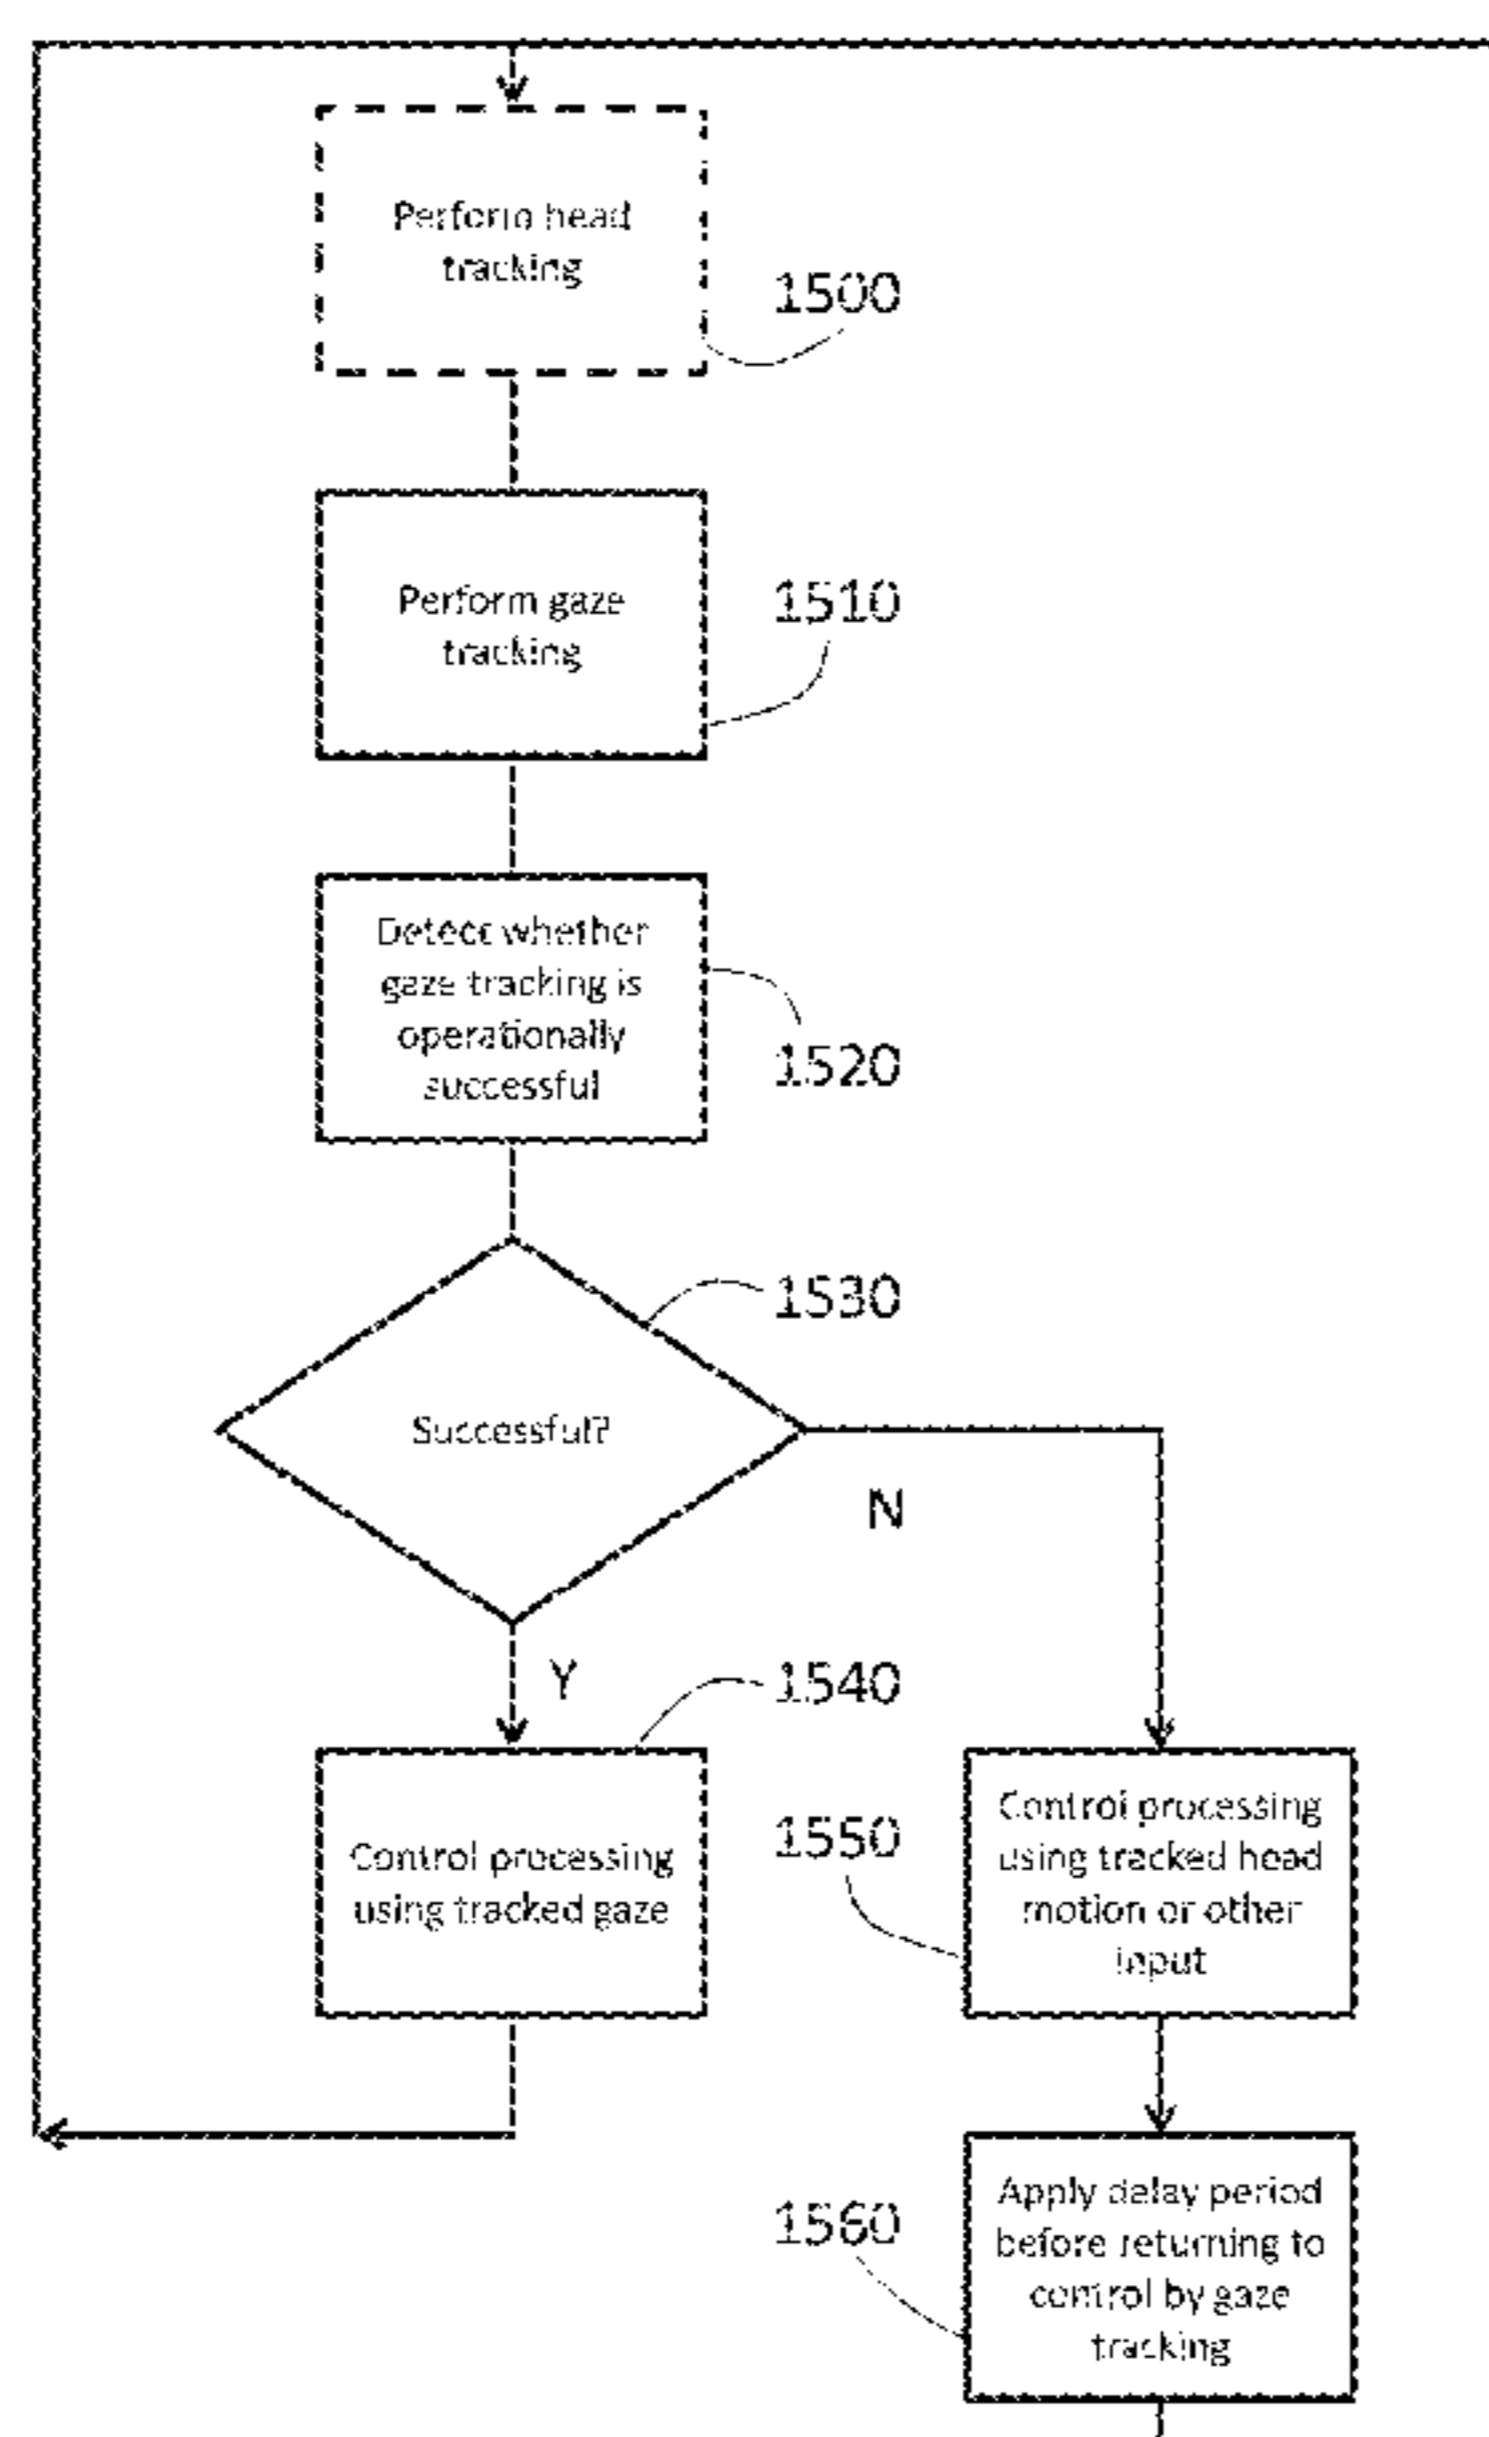 Perform head
tracking
1500
Perform gaze
tracking
1510
Detect whether
gaze tracking is
operationally
successful
1520
1530
Successful?
N
Y
1540
Control processing
using tracked gaze
1550
Control processing
using tracked head
motion or other
input
1560
Apply delay period
before returning to
control by gaze
tracking